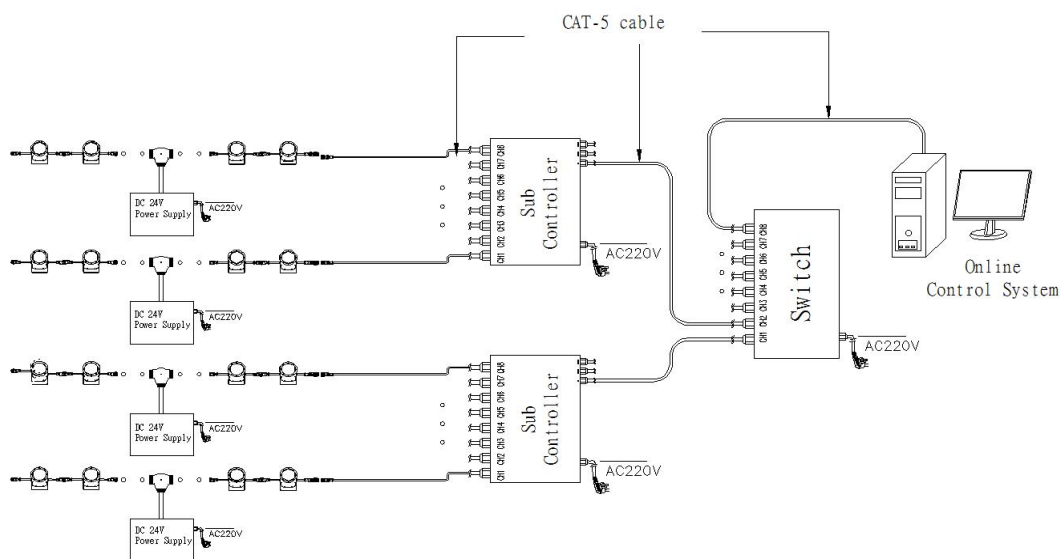 CAT-5 cable
CH8
CH7
CH6
CH5
CH4
CH3
CH2
CH1
Sub
Controller
AC220V
DC 24V
Power Supply
AC220V
DC 24V
Power Supply
AC220V
CH8
CH7
CH6
CH5
CH4
CH3
CH2
CH1
Switch
AC220V
Online
Control System
CH8
CH7
CH6
CH5
CH4
CH3
CH2
CH1
Sub
Controller
AC220V
DC 24V
Power Supply
AC220V
DC 24V
Power Supply
AC220V